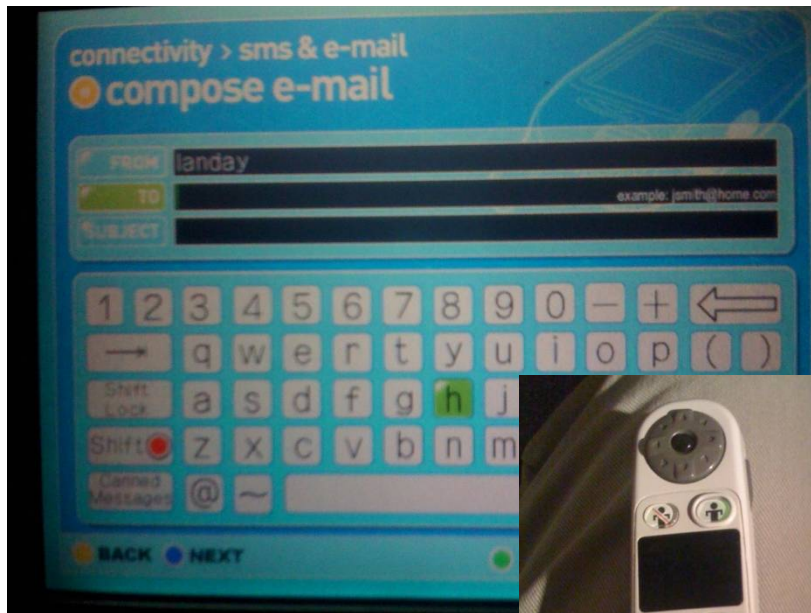 connectivity > sms & e-mail
compose e-mail
FROM landay
TO example: jsmith@home.com
SUBJECT
1 2 3 4 5 6 7 8 9 0 - +
q w e r t y u i o p ( )
Shift Lock a s d f g h j
Shift z x c v b n m
Canned Messages @ ~
BACK NEXT